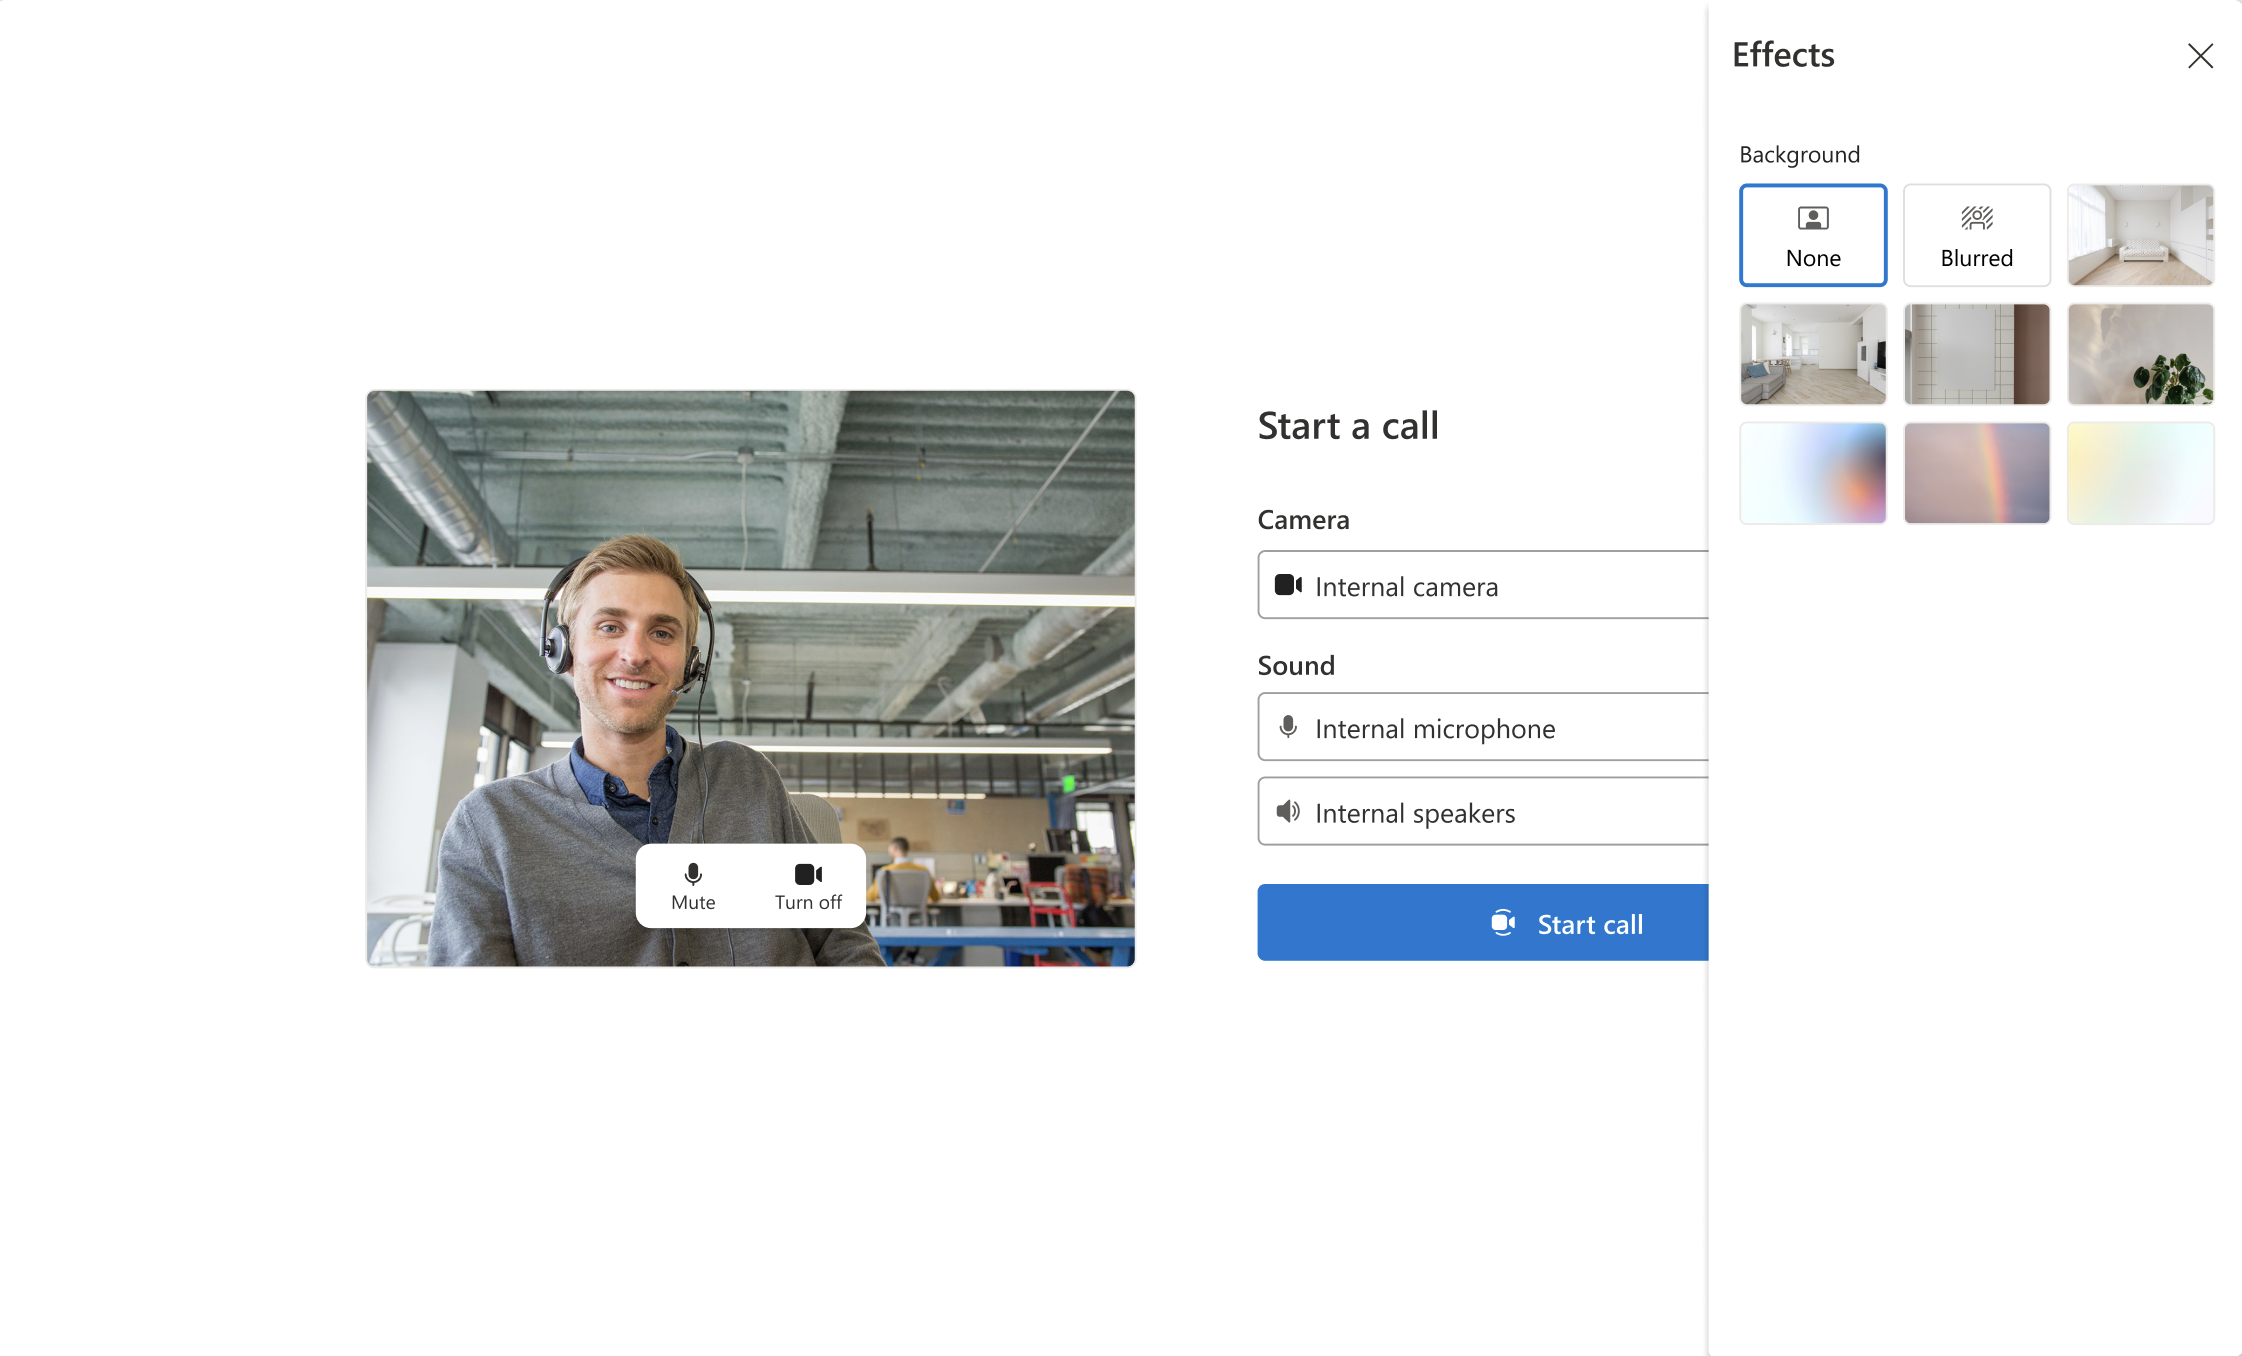 Effects
Background
None
Blurred
Start a call
Camera
Internal camera
Sound
Internal microphone
Internal speakers
Start call
Mute
Turn off